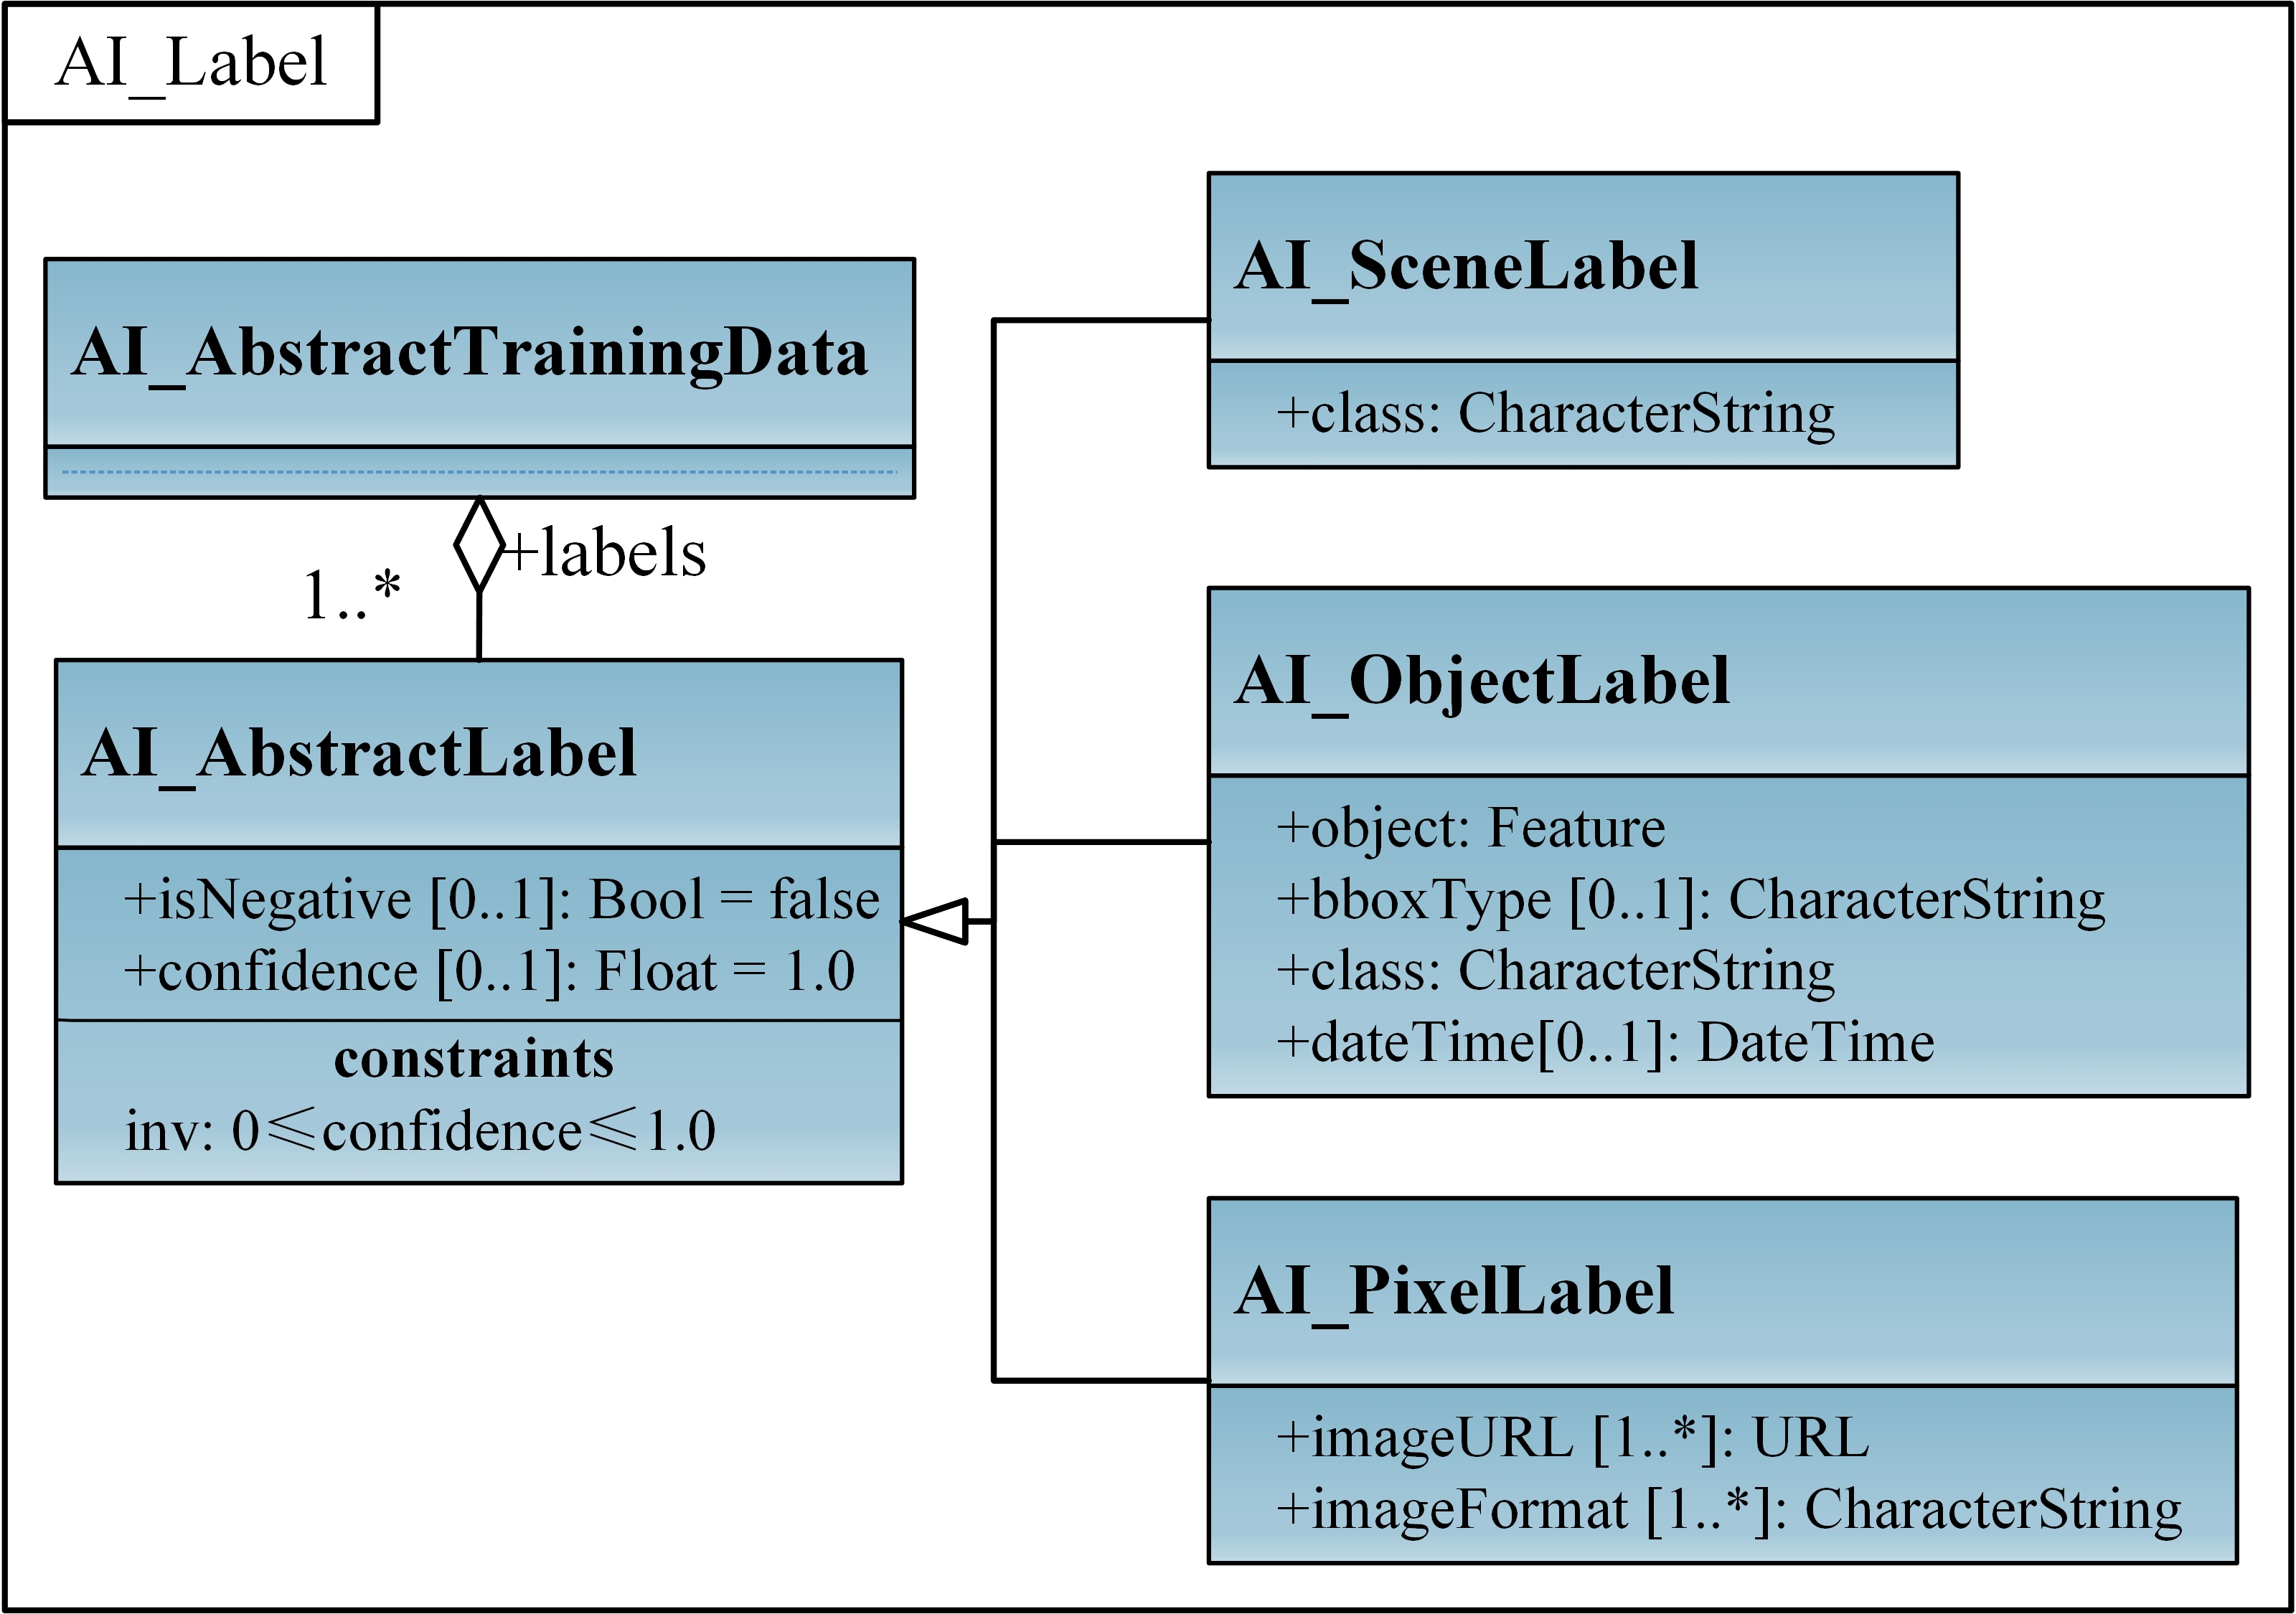 AI_Label
AI_AbstractTrainingData
+labels
1..*
AI_AbstractLabel
+isNegative [0..1]: Bool = false
+confidence [0..1]: Float = 1.0
constraints
inv: 0≤confidence≤1.0
AI_SceneLabel
+class: CharacterString
AI_ObjectLabel
+object: Feature
+bboxType [0..1]: CharacterString
+class: CharacterString
+dateTime[0..1]: DateTime
AI_PixelLabel
+imageURL [1..*]: URL
+imageFormat [1..*]: CharacterString